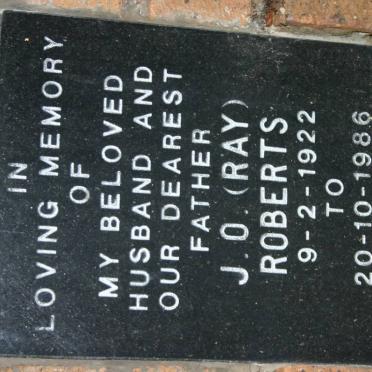 IN
LOVING MEMORY
OF
MY BELOVED
HUSBAND AND
OUR DEAREST
FATHER
J.O. (RAY)
ROBERTS
9-2-1922
TO
20-10-1986